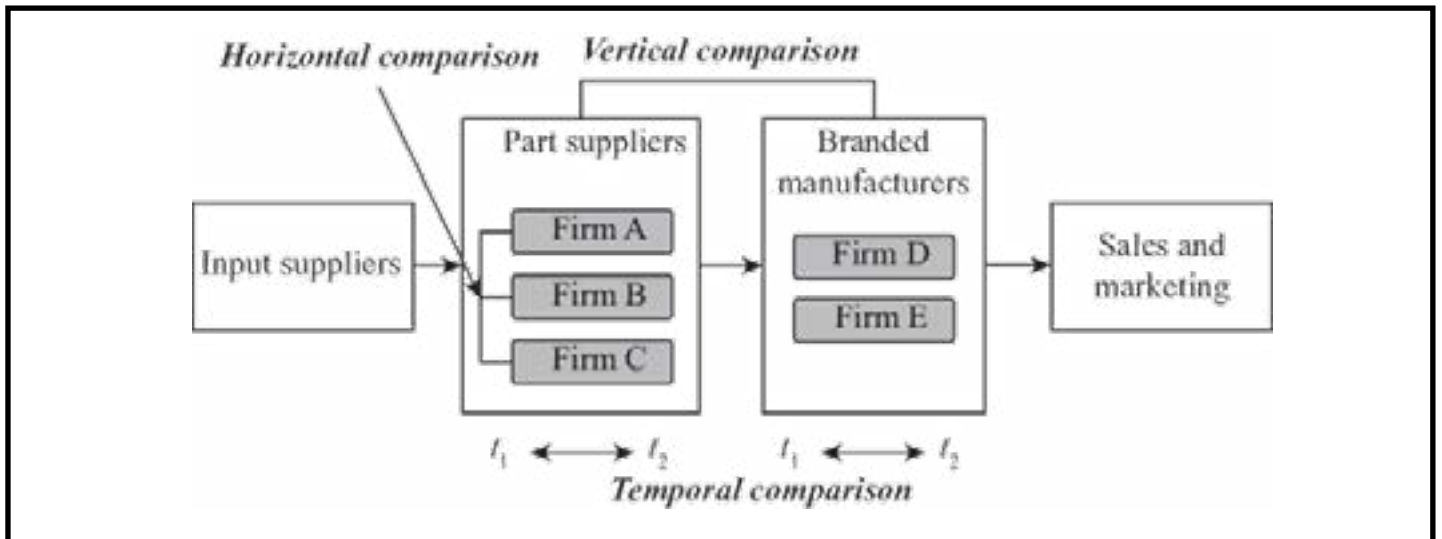 Horizontal comparison
Vertical comparison
Part suppliers
Branded
manufacturers
Firm A
Firm B
Firm C
Firm D
Firm E
Input suppliers
Sales and
marketing
t₁ t₂
t₁ t₂
Temporal comparison